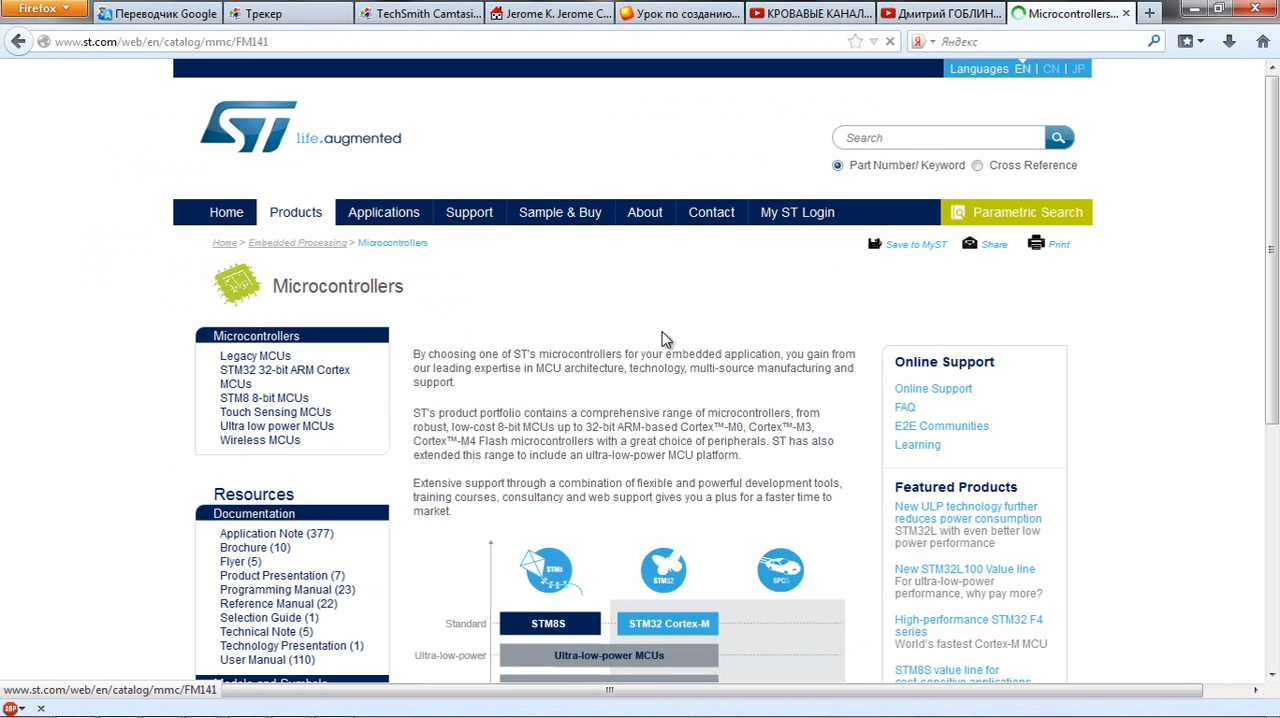 Firefox
Переводчик Google
Трекер
TechSmith Camtasi...
Jerome K. Jerome C...
Урок по созданию...
КРОВАВЫЕ КАНАЛ...
Дмитрий ГОБЛИН...
Microcontrollers...
www.st.com/web/en/catalog/mmc/FM141
Яндекс
Languages EN | CN | JP
ST life.augmented
Search
Part Number/ Keyword
Cross Reference
Home
Products
Applications
Support
Sample & Buy
About
Contact
My ST Login
Parametric Search
Home > Embedded Processing > Microcontrollers
Save to MyST
Share
Print
Microcontrollers
Microcontrollers
Legacy MCUs
STM32 32-bit ARM Cortex
MCUs
STM8 8-bit MCUs
Touch Sensing MCUs
Ultra low power MCUs
Wireless MCUs
Resources
Documentation
Application Note (377)
Brochure (10)
Flyer (5)
Product Presentation (7)
Programming Manual (23)
Reference Manual (22)
Selection Guide (1)
Technical Note (5)
Technology Presentation (1)
User Manual (110)
Models and Symbols
By choosing one of ST's microcontrollers for your embedded application, you gain from
our leading expertise in MCU architecture, technology, multi-source manufacturing and
support.
ST's product portfolio contains a comprehensive range of microcontrollers, from
robust, low-cost 8-bit MCUs up to 32-bit ARM-based Cortex™-M0, Cortex™-M3,
Cortex™-M4 Flash microcontrollers with a great choice of peripherals. ST has also
extended this range to include an ultra-low-power MCU platform.
Extensive support through a combination of flexible and powerful development tools,
training courses, consultancy and web support gives you a plus for a faster time to
market.
STM8
STM32
SPC5
Standard
STM8S
STM32 Cortex-M
Ultra-low-power
Ultra-low-power MCUs
Online Support
Online Support
FAQ
E2E Communities
Learning
Featured Products
New ULP technology further
reduces power consumption
STM32L with even better low
power performance
New STM32L100 Value line
For ultra-low-power
performance, why pay more?
High-performance STM32 F4
series
World's fastest Cortex-M MCU
STM8S value line for
cost-sensitive applications
www.st.com/web/en/catalog/mmc/FM141
ABP